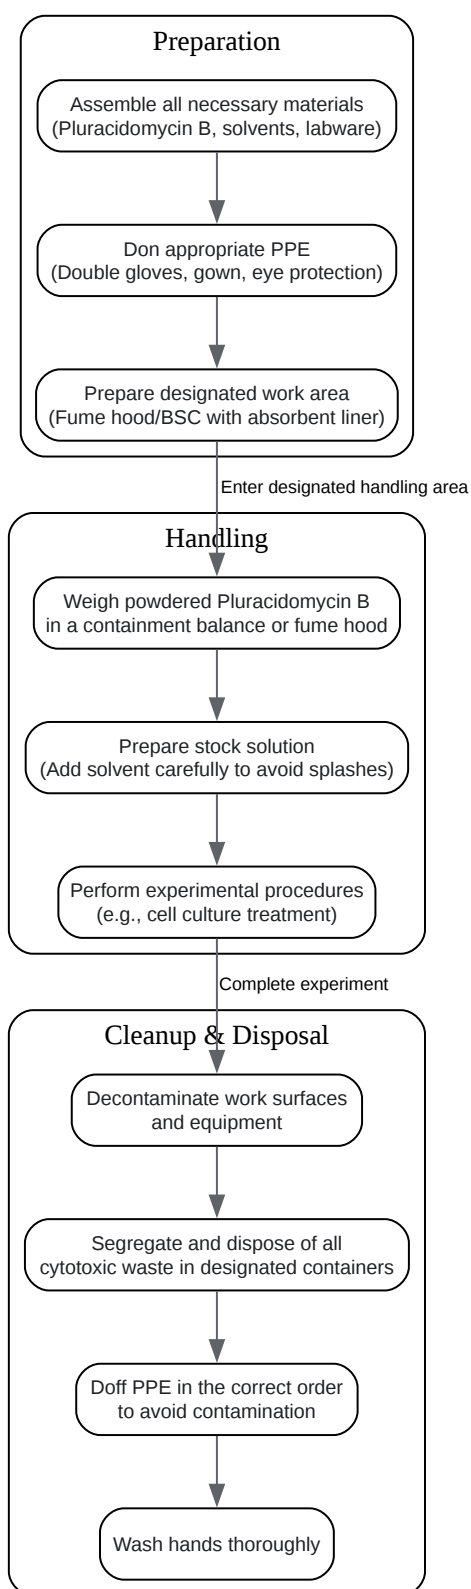 Preparation
Assemble all necessary materials
(Pluracidomycin B, solvents, labware)
Don appropriate PPE
(Double gloves, gown, eye protection)
Prepare designated work area
(Fume hood/BSC with absorbent liner)
Enter designated handling area
Handling
Weigh powdered Pluracidomycin B
in a containment balance or fume hood
Prepare stock solution
(Add solvent carefully to avoid splashes)
Perform experimental procedures
(e.g., cell culture treatment)
Complete experiment
Cleanup & Disposal
Decontaminate work surfaces
and equipment
Segregate and dispose of all
cytotoxic waste in designated containers
Doff PPE in the correct order
to avoid contamination
Wash hands thoroughly